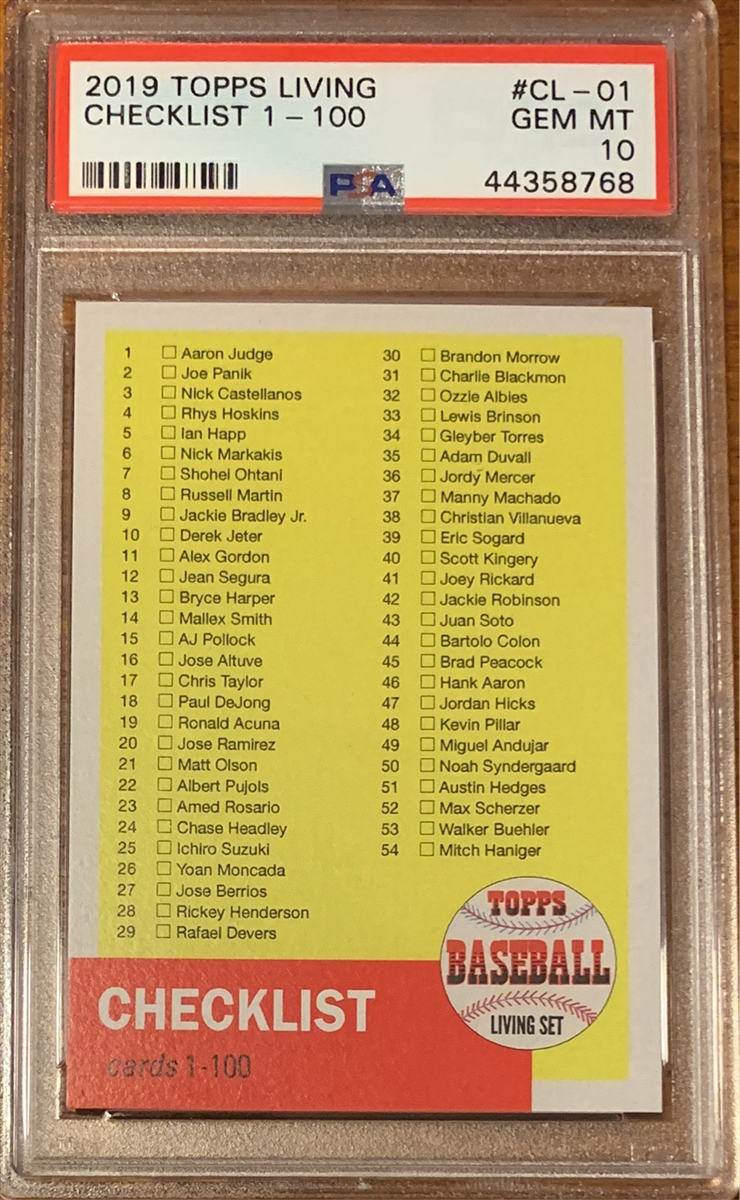 2019 TOPPS LIVING #CL-01
CHECKLIST 1-100 GEM MT
10
PSA 44358768
1 Aaron Judge
2 Joe Panik
3 Nick Castellanos
4 Rhys Hoskins
5 Ian Happ
6 Nick Markakis
7 Shohei Ohtani
8 Russell Martin
9 Jackie Bradley Jr.
10 Derek Jeter
11 Alex Gordon
12 Jean Segura
13 Bryce Harper
14 Mallex Smith
15 AJ Pollock
16 Jose Altuve
17 Chris Taylor
18 Paul DeJong
19 Ronald Acuna
20 Jose Ramirez
21 Matt Olson
22 Albert Pujols
23 Amed Rosario
24 Chase Headley
25 Ichiro Suzuki
26 Yoan Moncada
27 Jose Berrios
28 Rickey Henderson
29 Rafael Devers
30 Brandon Morrow
31 Charlie Blackmon
32 Ozzie Albies
33 Lewis Brinson
34 Gleyber Torres
35 Adam Duvall
36 Jordy Mercer
37 Manny Machado
38 Christian Villanueva
39 Eric Sogard
40 Scott Kingery
41 Joey Rickard
42 Jackie Robinson
43 Juan Soto
44 Bartolo Colon
45 Brad Peacock
46 Hank Aaron
47 Jordan Hicks
48 Kevin Pillar
49 Miguel Andujar
50 Noah Syndergaard
51 Austin Hedges
52 Max Scherzer
53 Walker Buehler
54 Mitch Haniger
TOPPS
BASEBALL
LIVING SET
CHECKLIST
cards 1-100